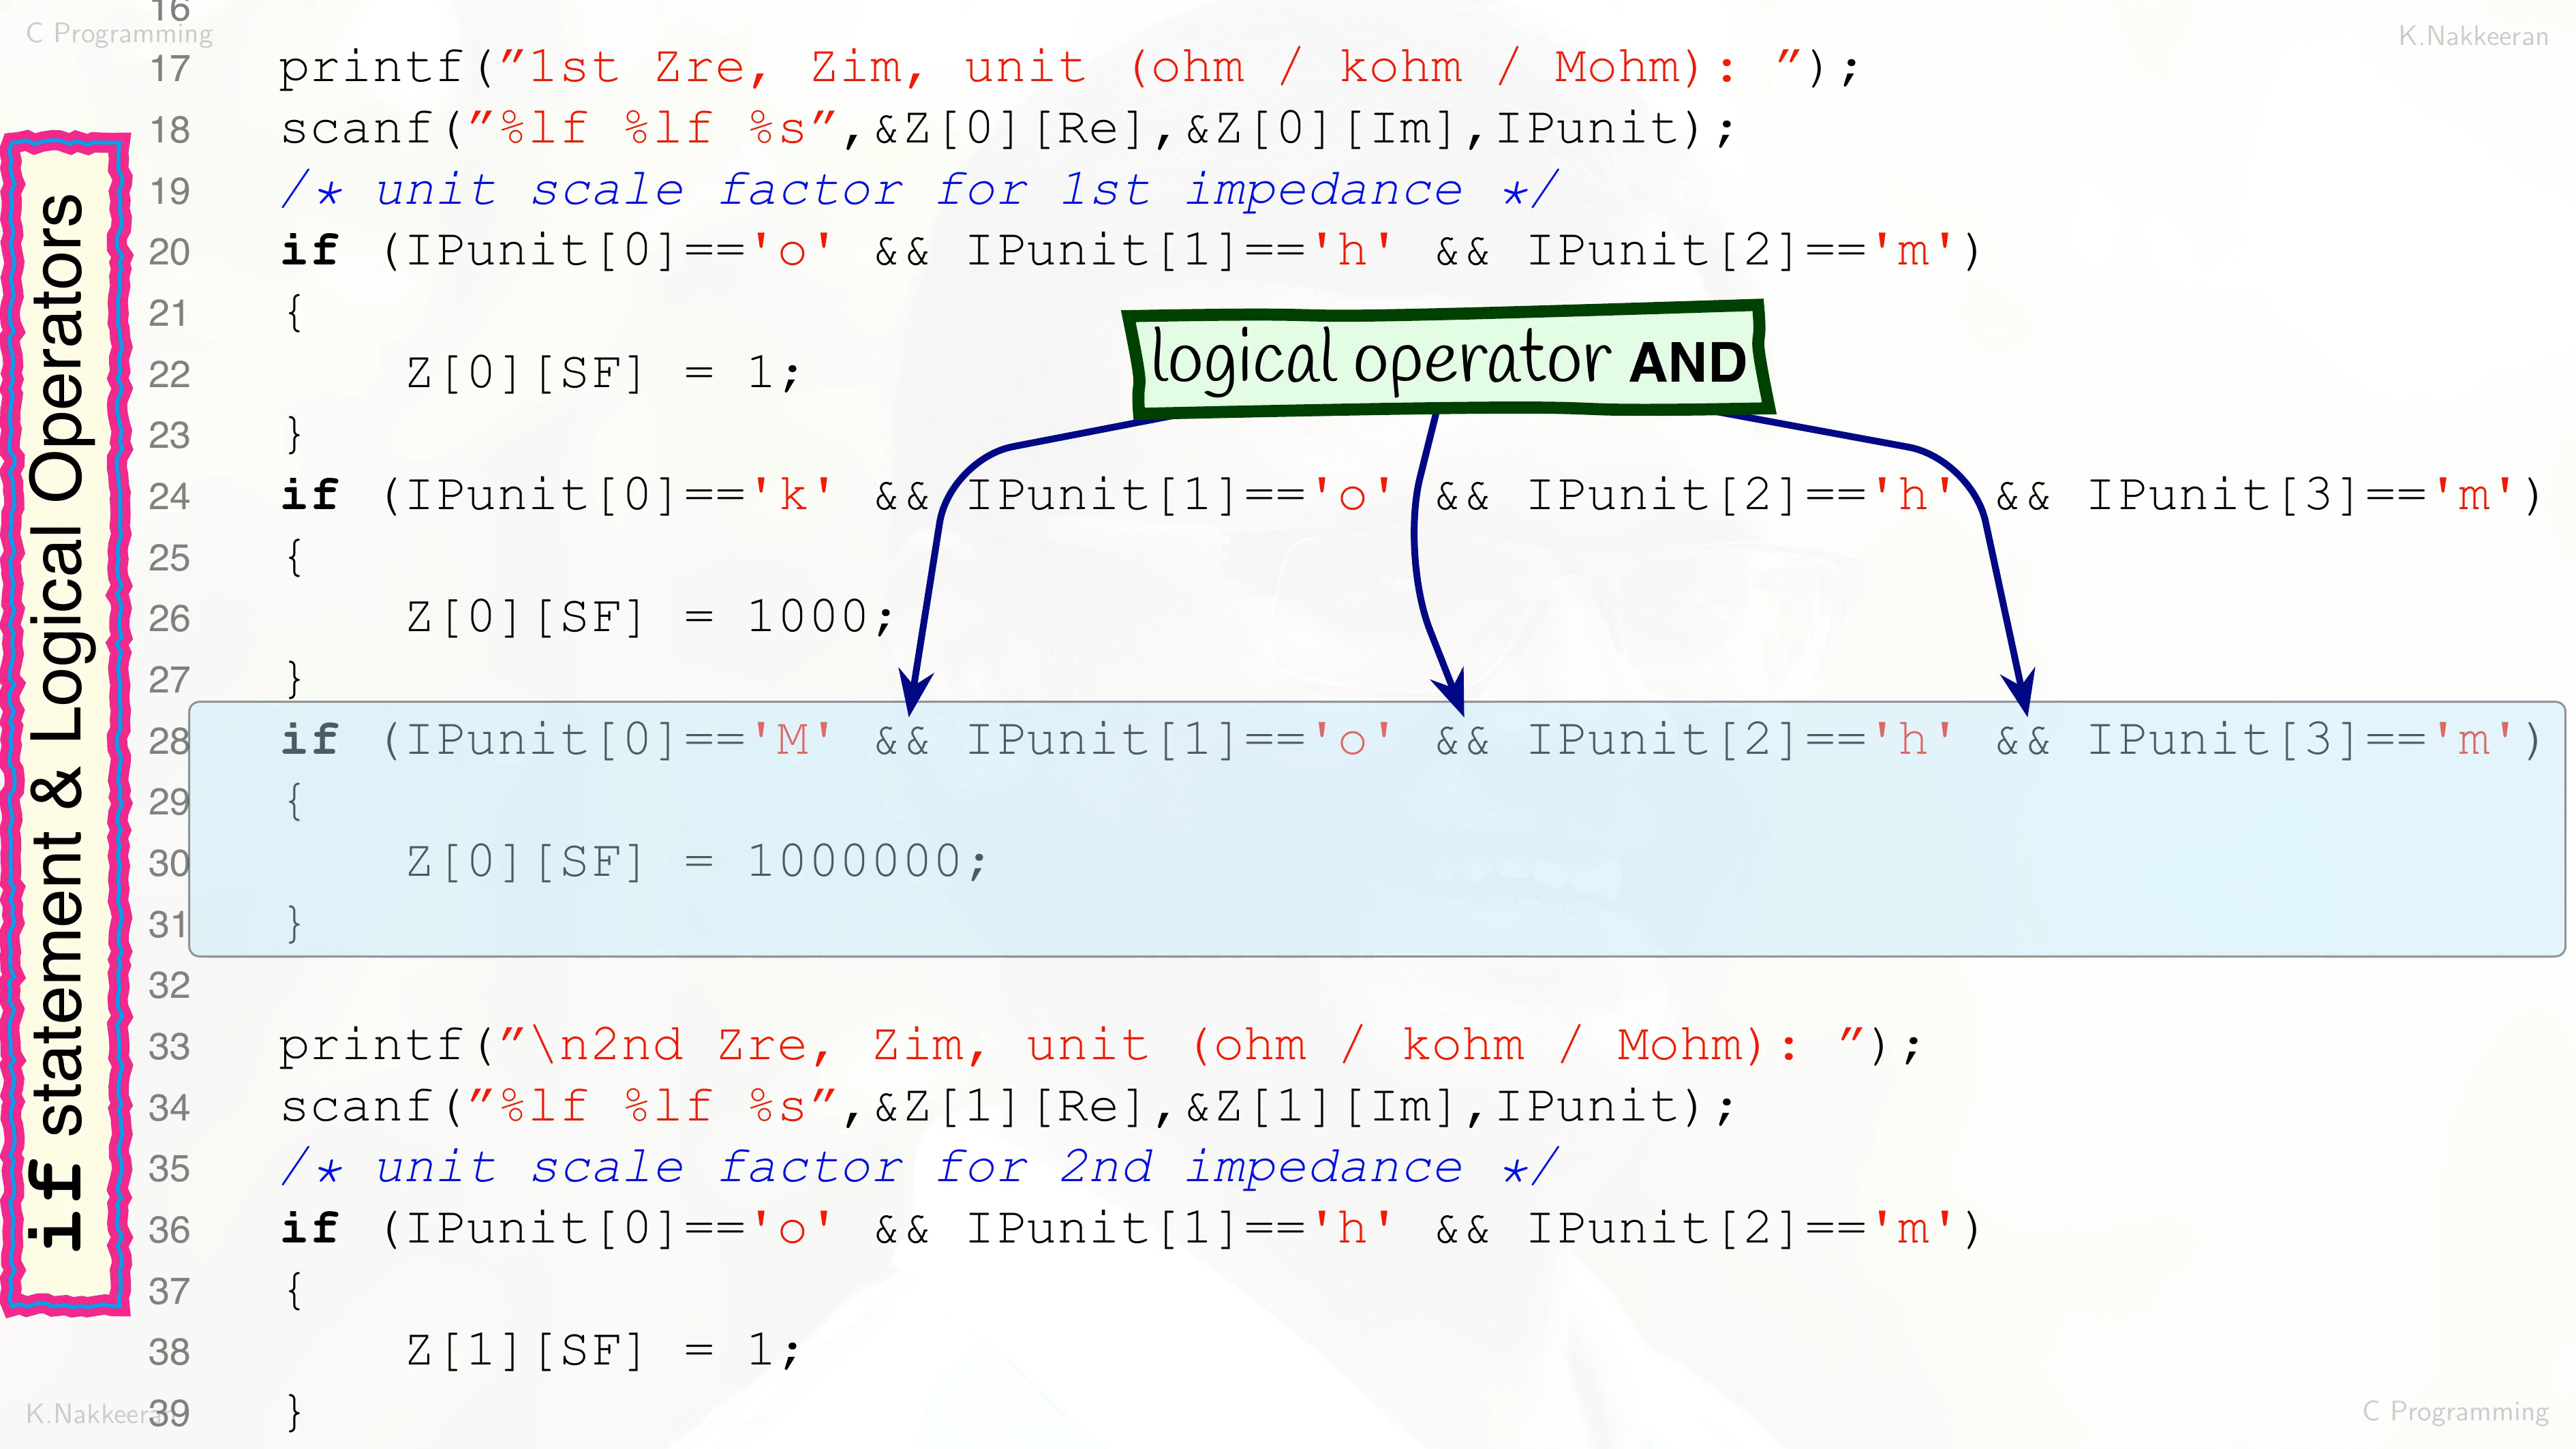 C Programming
K.Nakkeeran
if statement & Logical Operators
16
17 printf("1st Zre, Zim, unit (ohm / kohm / Mohm): ");
18 scanf("%lf %lf %s",&Z[0][Re],&Z[0][Im],IPunit);
19 /* unit scale factor for 1st impedance */
20 if (IPunit[0]=='o' && IPunit[1]=='h' && IPunit[2]=='m')
21 {
logical operator AND
22 Z[0][SF] = 1;
23 }
24 if (IPunit[0]=='k' && IPunit[1]=='o' && IPunit[2]=='h' && IPunit[3]=='m')
25 {
26 Z[0][SF] = 1000;
27 }
28 if (IPunit[0]=='M' && IPunit[1]=='o' && IPunit[2]=='h' && IPunit[3]=='m')
29 {
30 Z[0][SF] = 1000000;
31 }
32
33 printf("\n2nd Zre, Zim, unit (ohm / kohm / Mohm): ");
34 scanf("%lf %lf %s",&Z[1][Re],&Z[1][Im],IPunit);
35 /* unit scale factor for 2nd impedance */
36 if (IPunit[0]=='o' && IPunit[1]=='h' && IPunit[2]=='m')
37 {
38 Z[1][SF] = 1;
39 }
K.Nakkeeran
C Programming